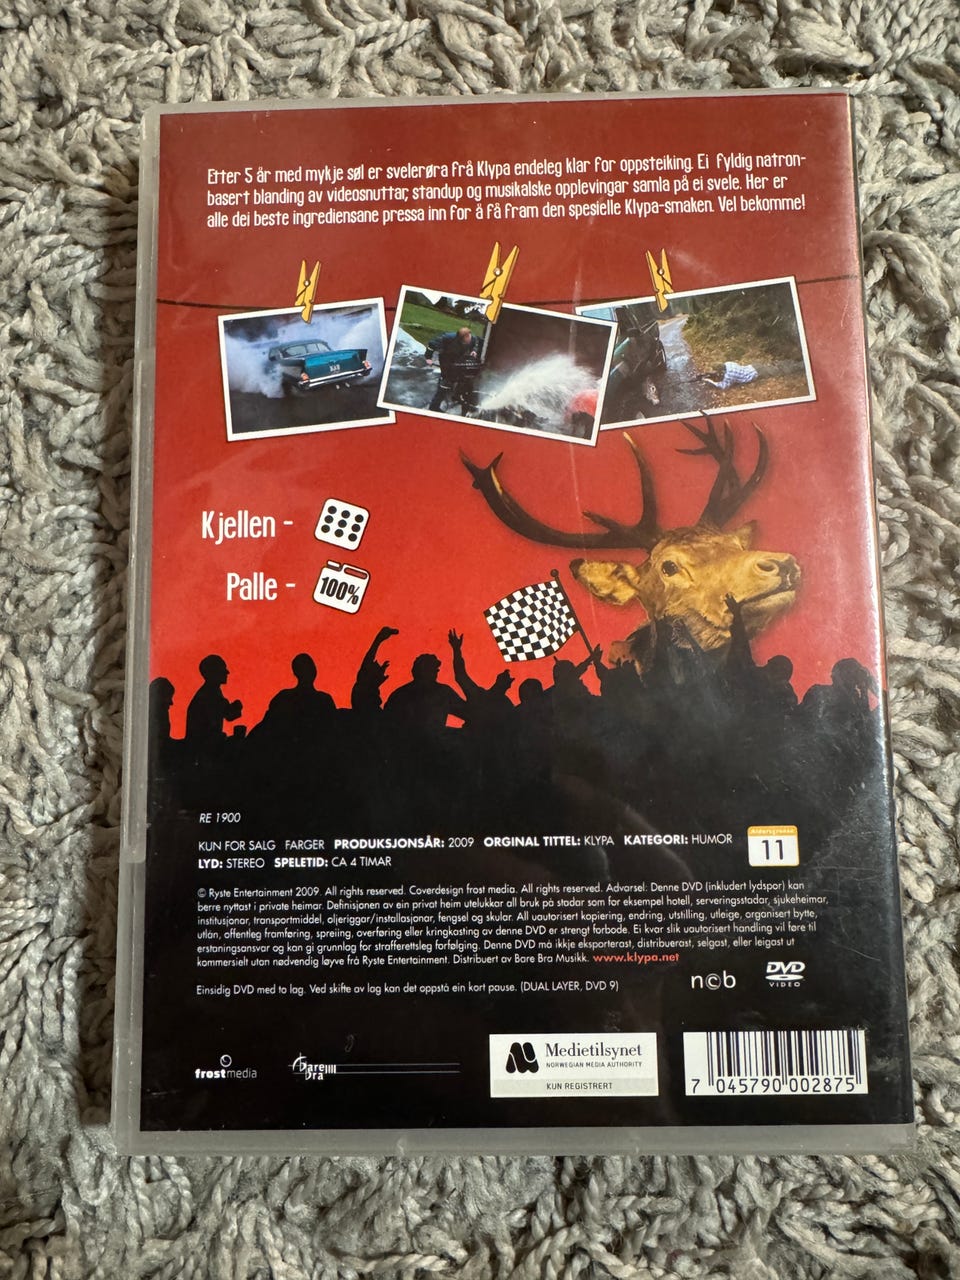 Etter 5 år med mykje søl er svelerøra frå Klypa endeleg klar for oppsteiking. Ei fyldig natron-
basert blanding av videosnuttar, standup og musikalske opplevingar samla på ei svele. Her er
alle dei beste ingrediensane pressa inn for å få fram den spesielle Klypa-smaken. Vel bekomme!
Kjellen -
Palle - 100%
RE 1900
KUN FOR SALG FARGER PRODUKSJONSÅR: 2009 ORGINAL TITTEL: KLYPA KATEGORI: HUMOR
LYD: STEREO SPELETID: CA 4 TIMAR
Aldersgrense
11
© Ryste Entertainment 2009. All rights reserved. Coverdesign frost media. All rights reserved. Advarsel: Denne DVD (inkludert lydspor) kan
berre nyttast i private heimar. Definisjonen av ein privat heim utelukkar all bruk på stadar som for eksempel hotell, serveringsstadar, sjukeheimar,
institusjonar, transportmiddel, oljeriggar/installasjonar, fengsel og skular. All uautorisert kopiering, endring, utstilling, utleige, organisert bytte,
utlån, offentleg framføring, spreiing, overføring eller kringkasting av denne DVD er strengt forbode. Ei kvar slik uautorisert handling vil føre til
erstaningsansvar og kan gi grunnlag for strafferettsleg forfølging. Denne DVD må ikkje eksporterast, distribuerast, selgast, eller leigast ut
kommersielt utan nødvendig løyve frå Ryste Entertainment. Distribuert av Bare Bra Musikk. www.klypa.net
Einsidig DVD med to lag. Ved skifte av lag kan det oppstå ein kort pause. (DUAL LAYER, DVD 9)
ncb DVD VIDEO
frostmedia
Bare Bra
Medietilsynet
NORWEGIAN MEDIA AUTHORITY
KUN REGISTRERT
7 045790 002875